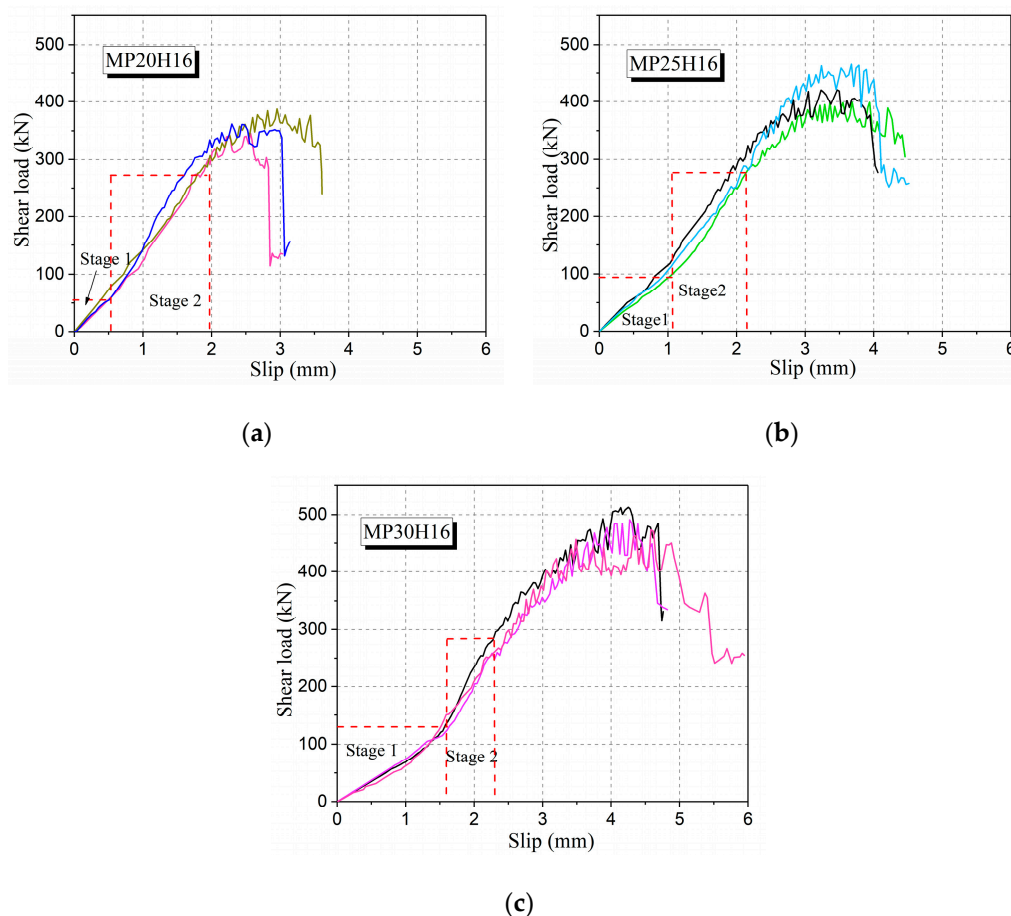 MP20H16
Shear load (kN)
500
400
300
200
100
0
Stage 1
Stage 2
0 1 2 3 4 5 6
Slip (mm)
(a)
MP25H16
Shear load (kN)
500
400
300
200
100
0
Stage1
Stage2
0 1 2 3 4 5 6
Slip (mm)
(b)
MP30H16
Shear load (kN)
500
400
300
200
100
0
Stage 1
Stage 2
0 1 2 3 4 5 6
Slip (mm)
(c)